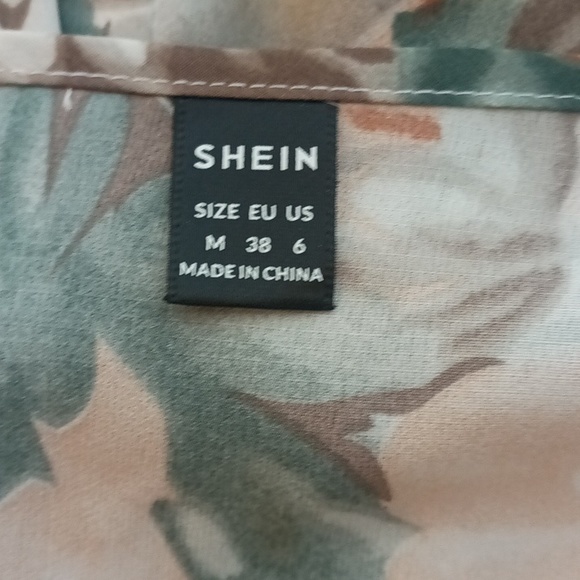 SHEIN
SIZE EU US
M 38 6
MADE IN CHINA